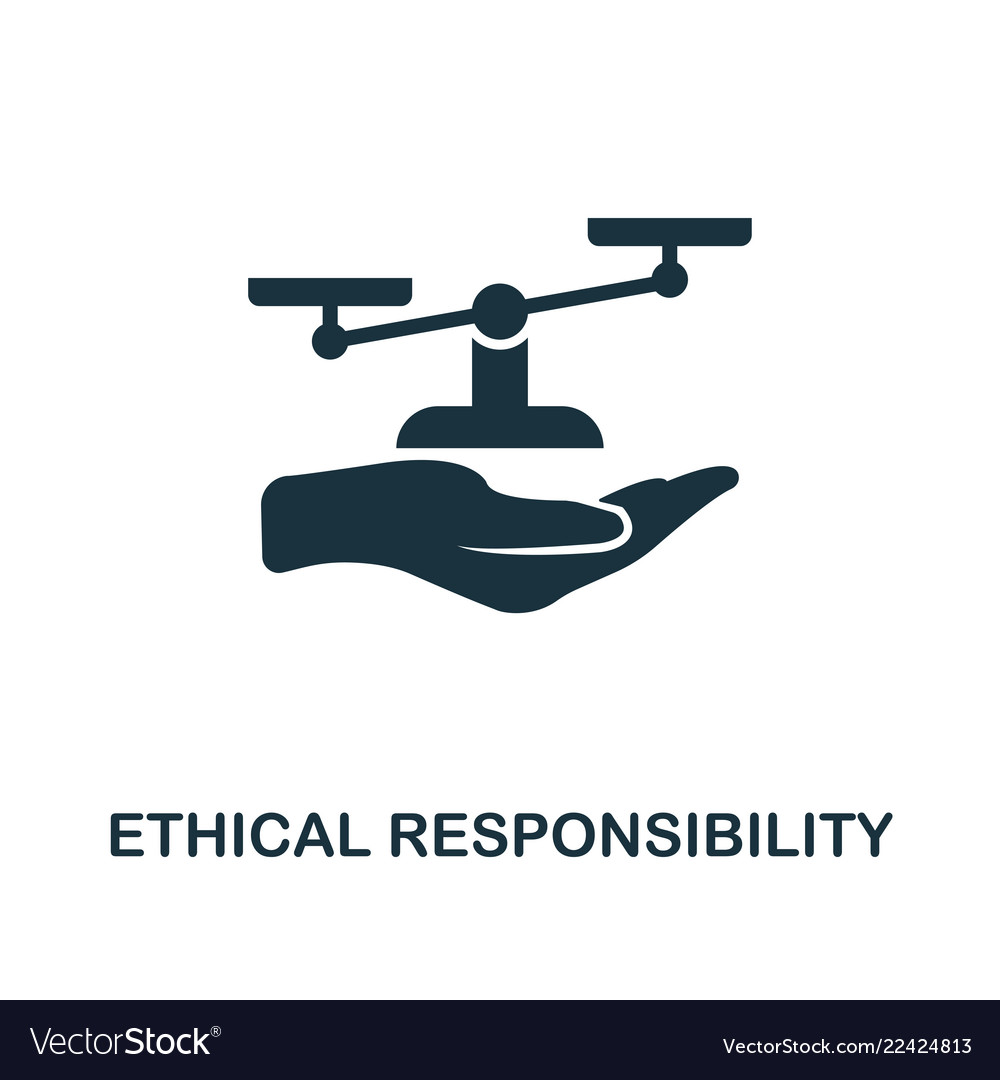 ETHICAL RESPONSIBILITY
VectorStock®
VectorStock.com/22424813